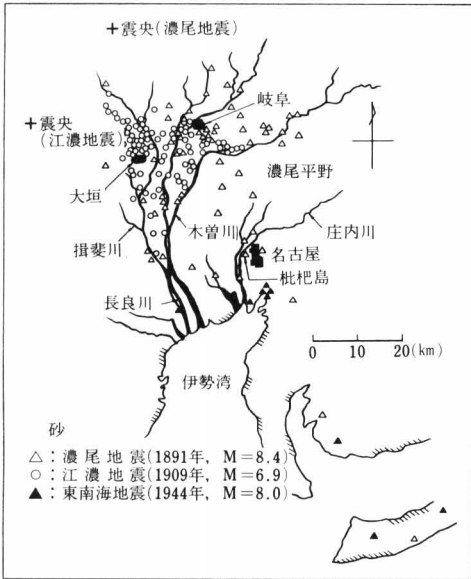 +震央(濃尾地震)
岐阜
+震央
(江濃地震)
濃尾平野
大垣
木曽川
庄内川
揖斐川
名古屋
枇杷島
長良川
0 10 20(km)
伊勢湾
砂
△:濃尾地震(1891年, M=8.4)
○:江濃地震(1909年, M=6.9)
▲:東南海地震(1944年, M=8.0)